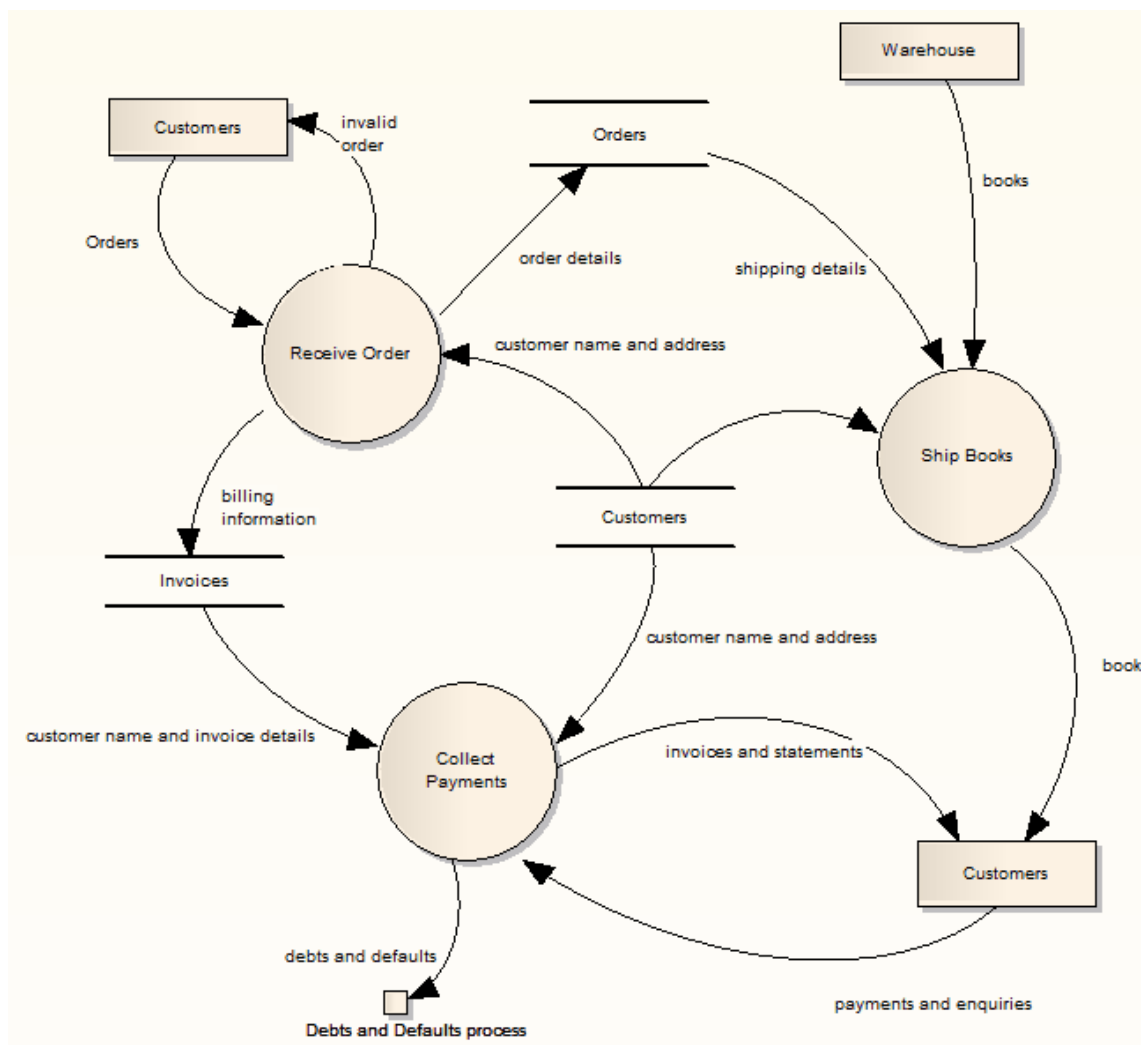 Warehouse
Customers
invalid
order
Orders
books
Orders
order details
shipping details
customer name and address
Receive Order
Ship Books
billing
information
Customers
Invoices
customer name and address
book
customer name and invoice details
invoices and statements
Collect
Payments
Customers
debts and defaults
payments and enquiries
Debts and Defaults process